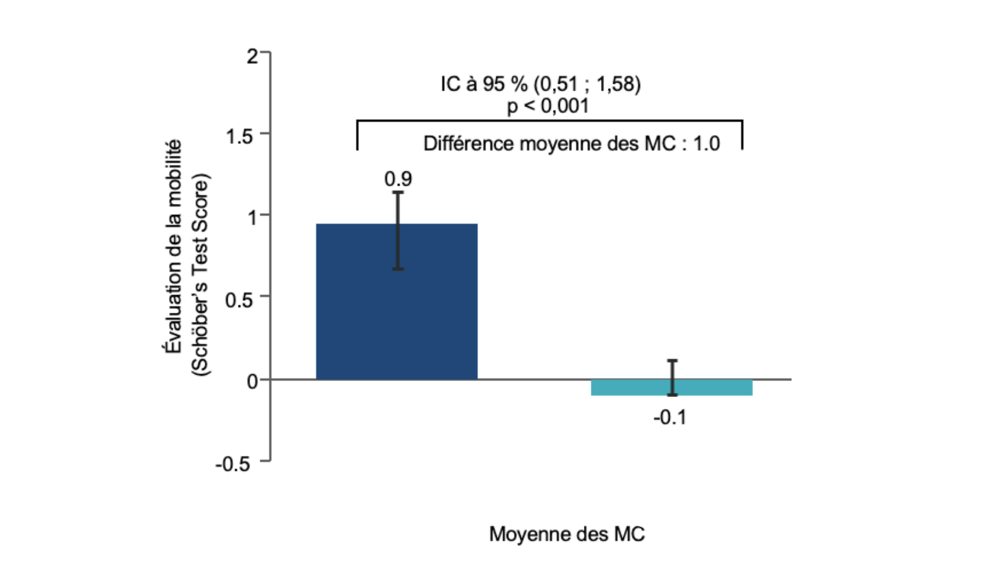 2
IC à 95 % (0,51 ; 1,58)
p < 0,001
1.5
Différence moyenne des MC : 1.0
0.9
1
Évaluation de la mobilité
(Schöber’s Test Score)
0.5
0
-0.1
-0.5
Moyenne des MC